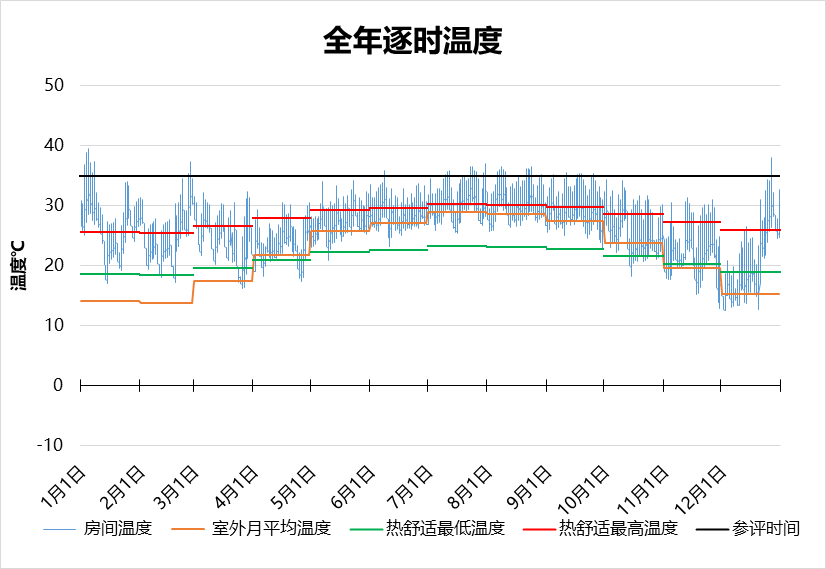 全年逐时温度
50
40
30
20
10
0
-10
温度℃
1月1日
2月1日
3月1日
4月1日
5月1日
6月1日
7月1日
8月1日
9月1日
10月1日
11月1日
12月1日
房间温度
室外月平均温度
热舒适最低温度
热舒适最高温度
参评时间